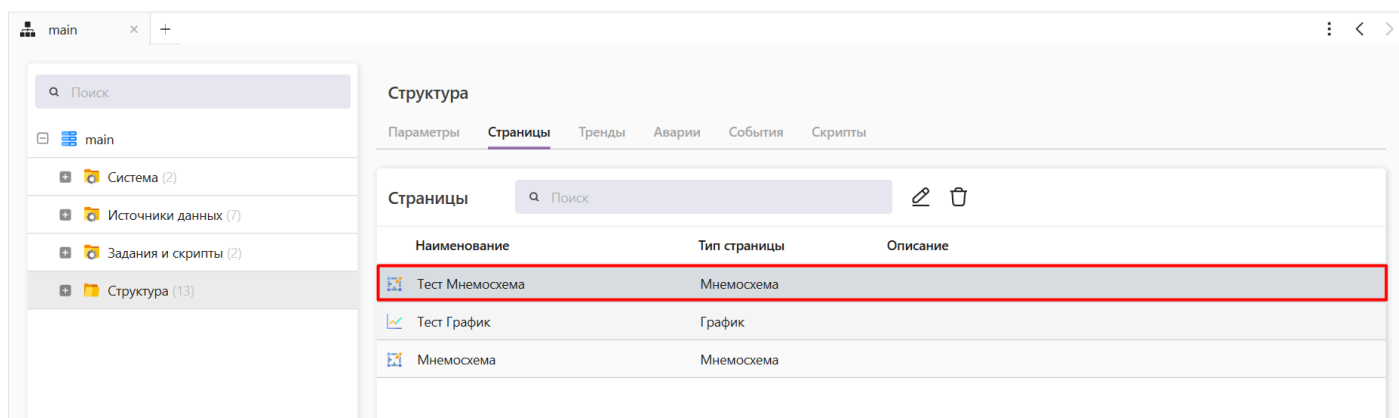 main × +
Поиск
main
Система (2)
Источники данных (7)
Задания и скрипты (2)
Структура (13)
Структура
Параметры Страницы Тренды Аварии События Скрипты
Страницы Поиск
Наименование Тип страницы Описание
Тест Мнемосхема Мнемосхема
Тест График График
Мнемосхема Мнемосхема